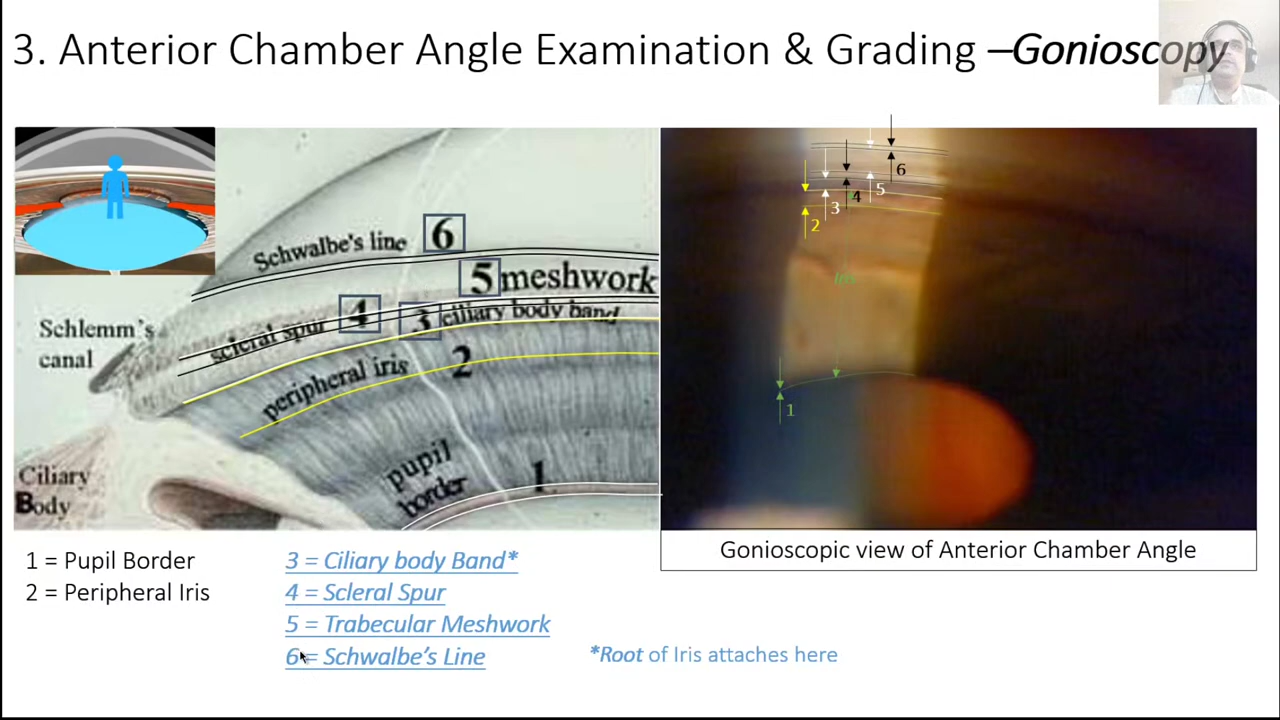 3. Anterior Chamber Angle Examination & Grading –Gonioscopy
Schwalbe's line 6
5 meshwork
4
scleral spur
3 ciliary body band
Schlemm's
canal
2
peripheral iris
pupil
border
1
Ciliary
Body
6
5
4
3
2
Iris
1
Gonioscopic view of Anterior Chamber Angle
1 = Pupil Border
2 = Peripheral Iris
3 = Ciliary body Band*
4 = Scleral Spur
5 = Trabecular Meshwork
6 = Schwalbe's Line
*Root of Iris attaches here